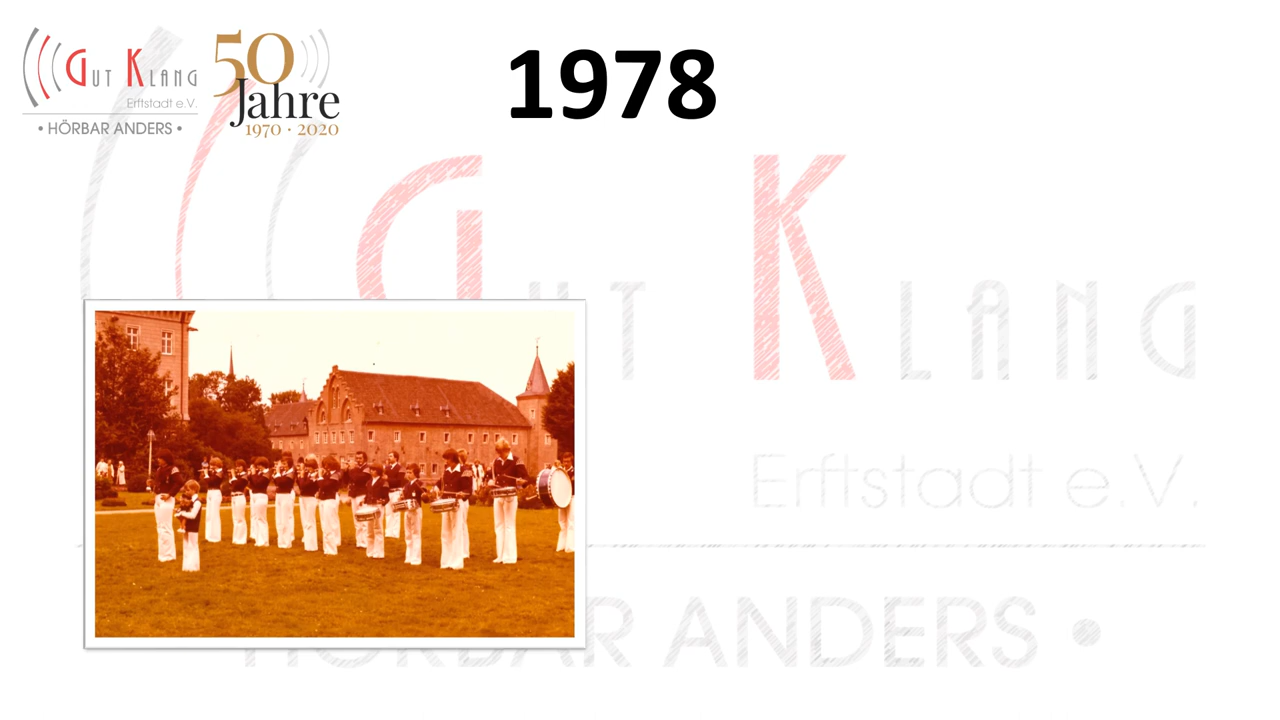 GUT KLANG
Erftstadt e.V.
• HÖRBAR ANDERS •
50
Jahre
1970 · 2020
1978
GUT KLANG
Erftstadt e.V.
HÖRBAR ANDERS •